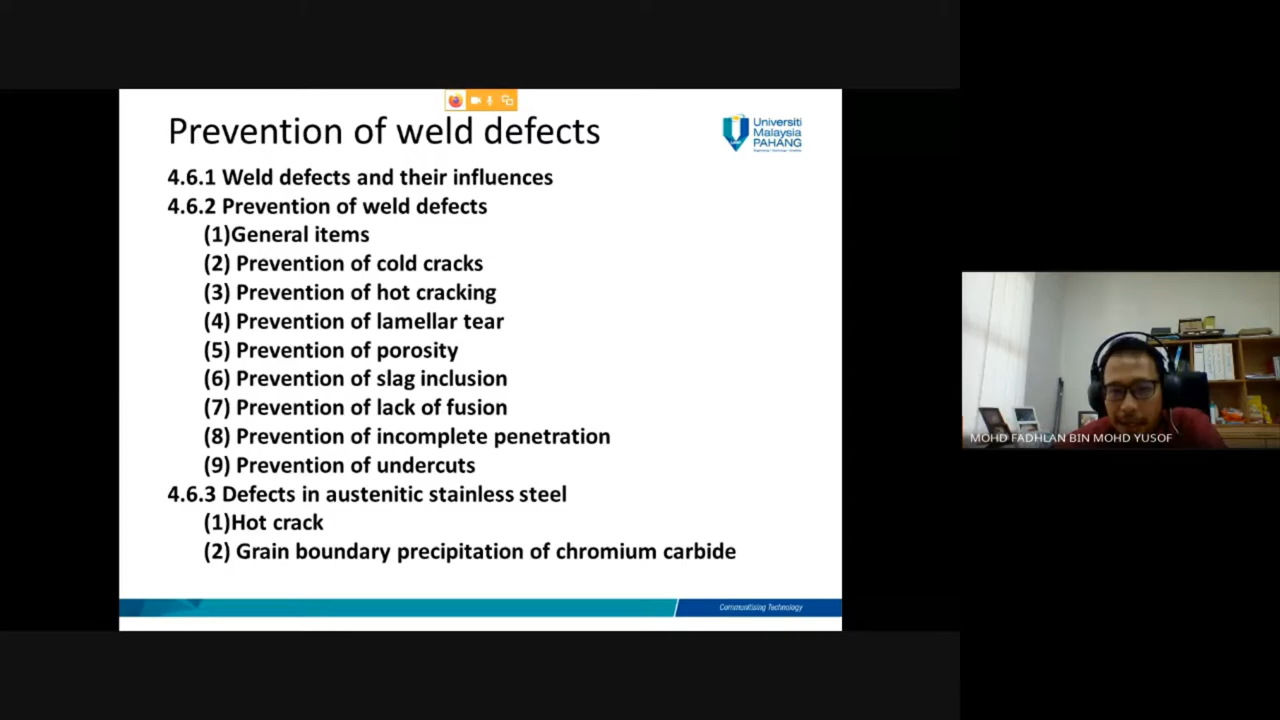 Prevention of weld defects
Universiti
Malaysia
PAHANG
4.6.1 Weld defects and their influences
4.6.2 Prevention of weld defects
(1)General items
(2) Prevention of cold cracks
(3) Prevention of hot cracking
(4) Prevention of lamellar tear
(5) Prevention of porosity
(6) Prevention of slag inclusion
(7) Prevention of lack of fusion
(8) Prevention of incomplete penetration
(9) Prevention of undercuts
4.6.3 Defects in austenitic stainless steel
(1)Hot crack
(2) Grain boundary precipitation of chromium carbide
Communitising Technology
MOHD FADHLAN BIN MOHD YUSOF